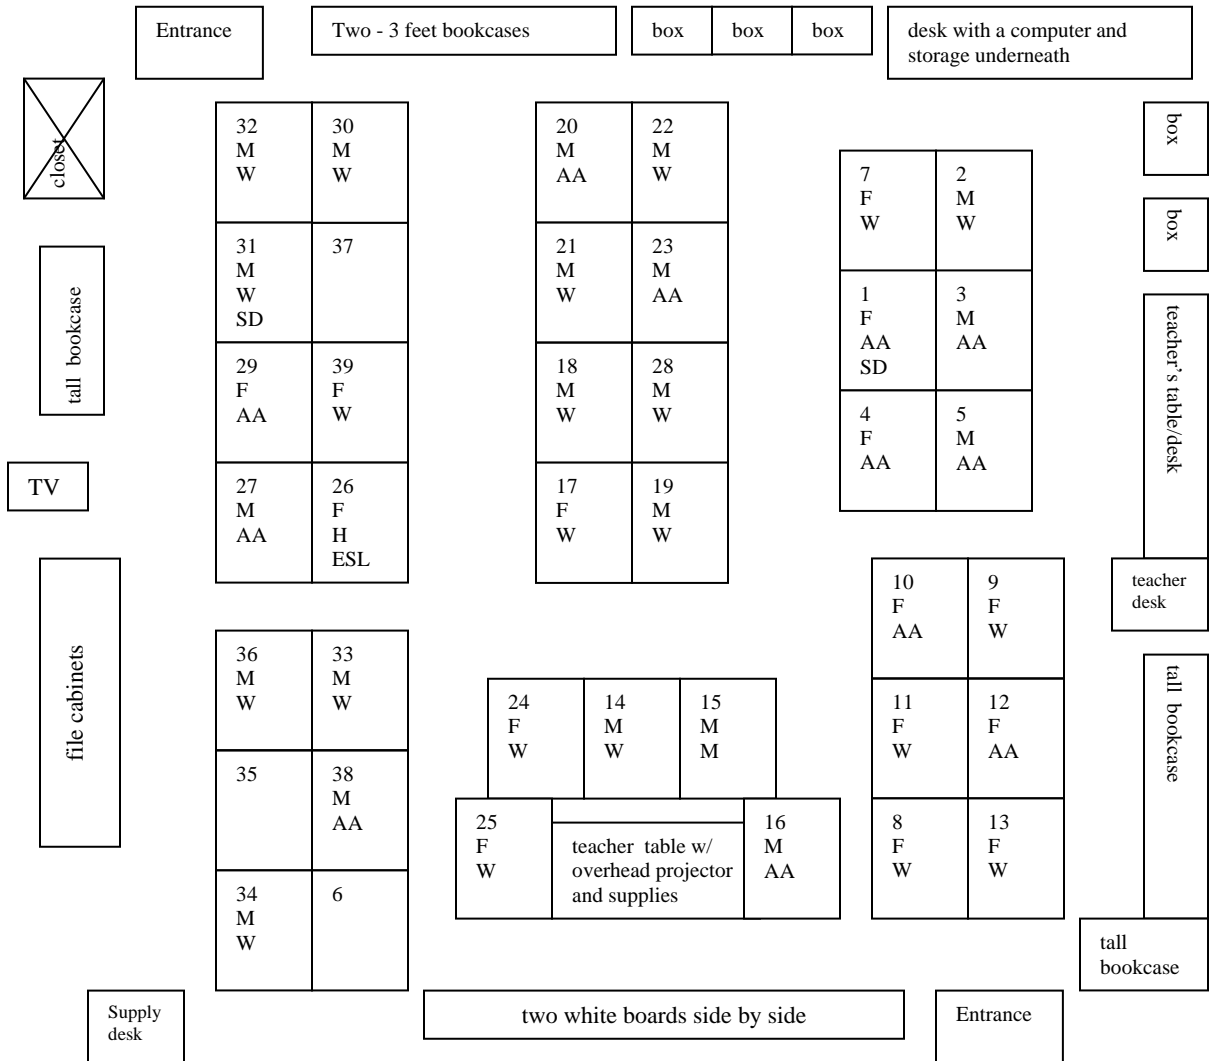 Entrance
Two - 3 feet bookcases
box
box
box
desk with a computer and
storage underneath
closet
32
M
W
30
M
W
20
M
AA
22
M
W
box
7
F
W
2
M
W
box
tall bookcase
31
M
W
SD
37
21
M
W
23
M
AA
1
F
AA
SD
3
M
AA
teacher's table/desk
29
F
AA
39
F
W
18
M
W
28
M
W
4
F
AA
5
M
AA
TV
27
M
AA
26
F
H
ESL
17
F
W
19
M
W
file cabinets
10
F
AA
9
F
W
teacher
desk
36
M
W
33
M
W
24
F
W
14
M
W
15
M
M
11
F
W
12
F
AA
tall bookcase
35
38
M
AA
25
F
W
teacher table w/
overhead projector
and supplies
16
M
AA
8
F
W
13
F
W
34
M
W
6
tall
bookcase
Supply
desk
two white boards side by side
Entrance